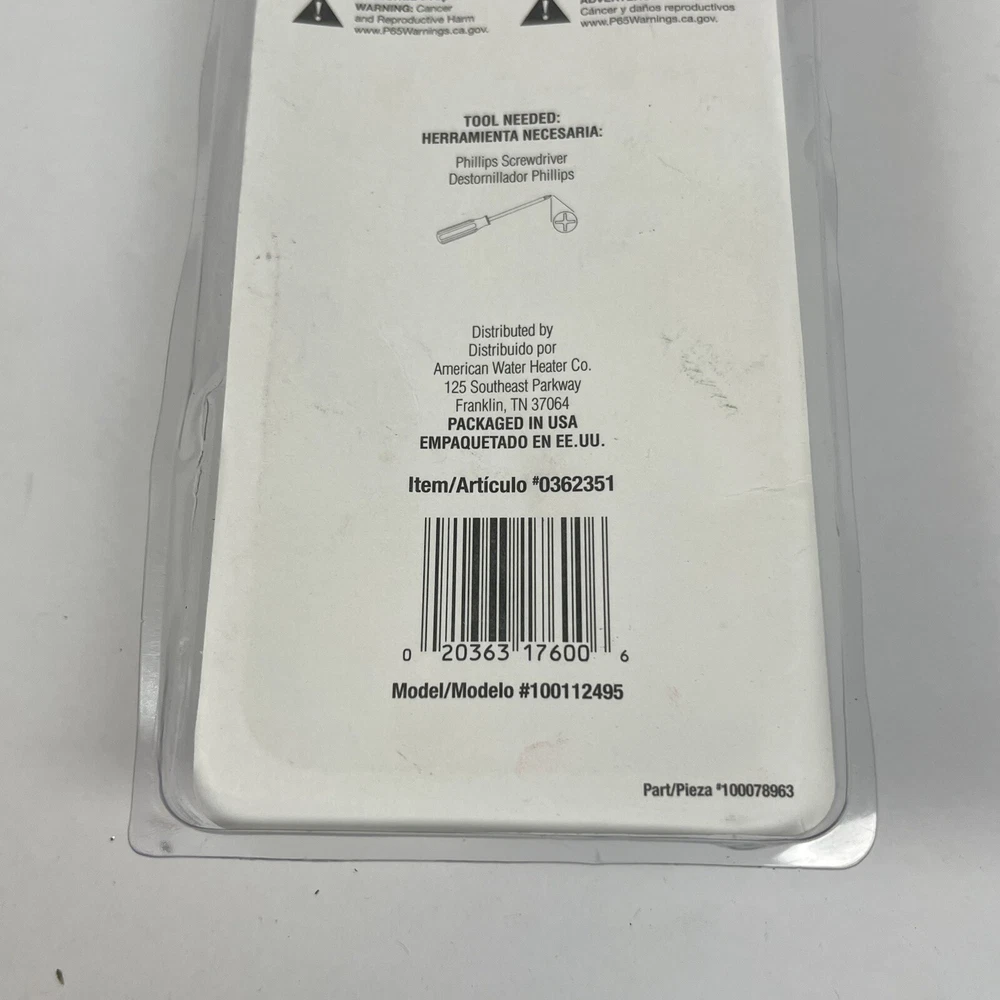 WARNING: Cancer
and Reproductive Harm
www.P65Warnings.ca.gov.
Cáncer y daños reproductivos
www.P65Warnings.ca.gov.
TOOL NEEDED:
HERRAMIENTA NECESARIA:
Phillips Screwdriver
Destornillador Phillips
Distributed by
Distribuido por
American Water Heater Co.
125 Southeast Parkway
Franklin, TN 37064
PACKAGED IN USA
EMPAQUETADO EN EE.UU.
Item/Artículo #0362351
0 20363 17600 6
Model/Modelo #100112495
Part/Pieza #100078963